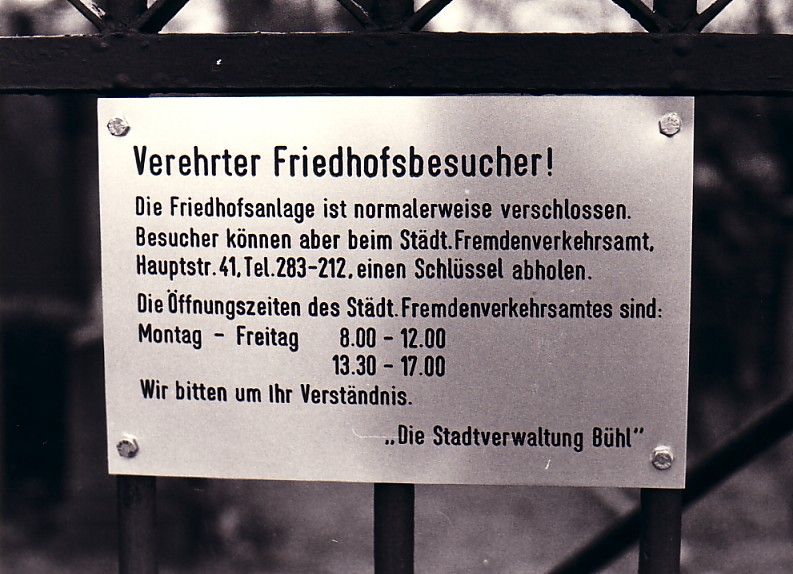 Verehrter Friedhofsbesucher!
Die Friedhofsanlage ist normalerweise verschlossen.
Besucher können aber beim Städt.Fremdenverkehrsamt,
Hauptstr.41,Tel.283-212,einen Schlüssel abholen.
Die Öffnungszeiten des Städt.Fremdenverkehrsamtes sind:
Montag - Freitag 8.00 - 12.00
13.30 - 17.00
Wir bitten um Ihr Verständnis.
„Die Stadtverwaltung Bühl"